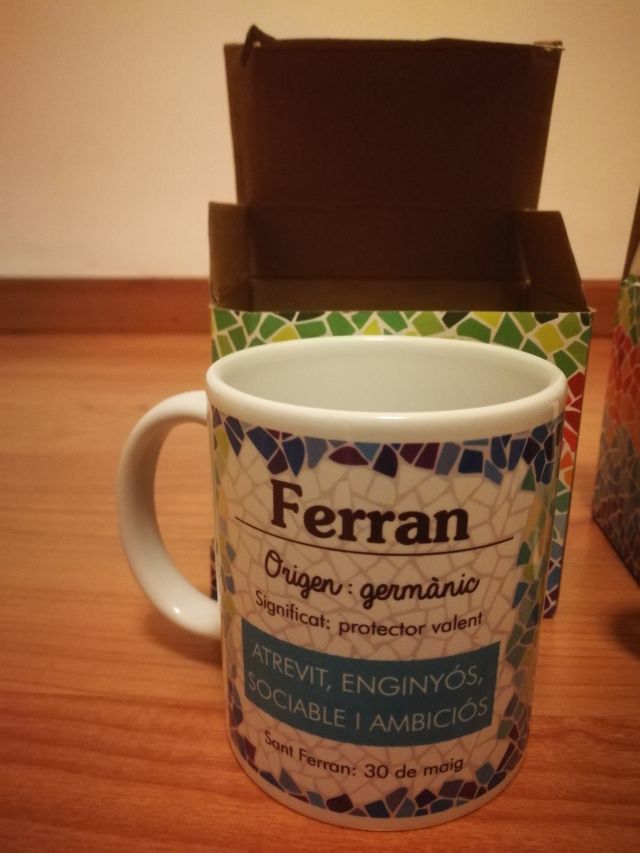 Ferran
Origen : germànic
Significat: protector valent
ATREVIT, ENGINYÓS,
SOCIABLE I AMBICIÓS
Sant Ferran: 30 de maig